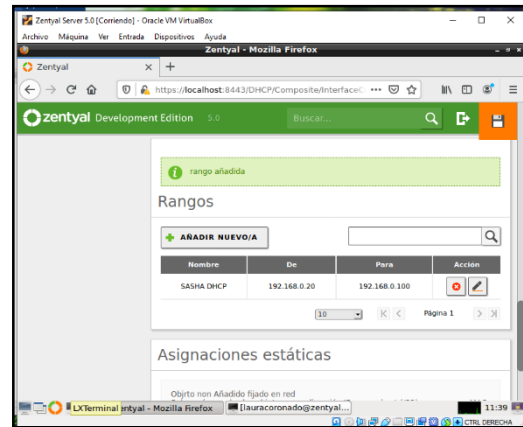 Zentyal Server 5.0 [Corriendo] - Oracle VM VirtualBox
Archivo Máquina Ver Entrada Dispositivos Ayuda
Zentyal - Mozilla Firefox
Zentyal
https://localhost:8443/DHCP/Composite/InterfaceC
zentyal Development Edition 5.0 Buscar...
rango añadida
Rangos
AÑADIR NUEVO/A
Nombre De Para Acción
SASHA DHCP 192.168.0.20 192.168.0.100
10 Página 1
Asignaciones estáticas
Objrto non Añadido fijado en red
LXTerminal entyal - Mozilla Firefox [lauracoronado@zentyal... 11:39
CTRL DERECHA